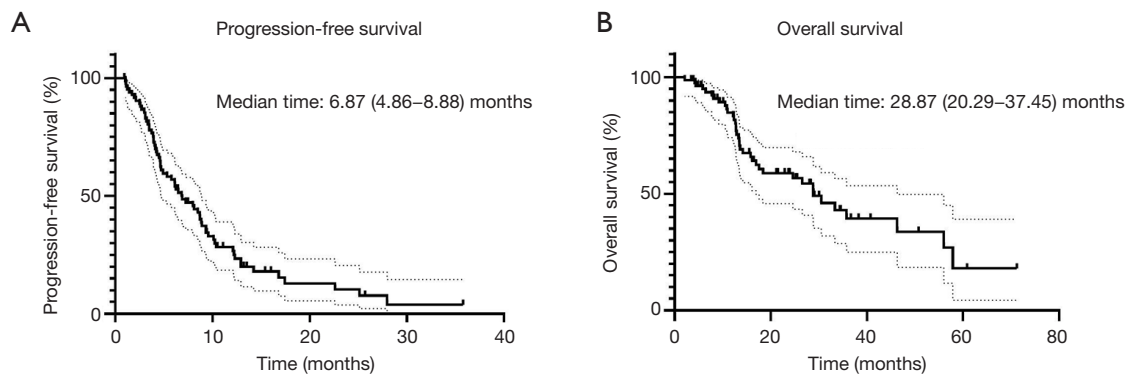 A
Progression-free survival
Median time: 6.87 (4.86–8.88) months
Progression-free survival (%)
100
50
0
0 10 20 30 40
Time (months)
B
Overall survival
Median time: 28.87 (20.29–37.45) months
Overall survival (%)
100
50
0
0 20 40 60 80
Time (months)